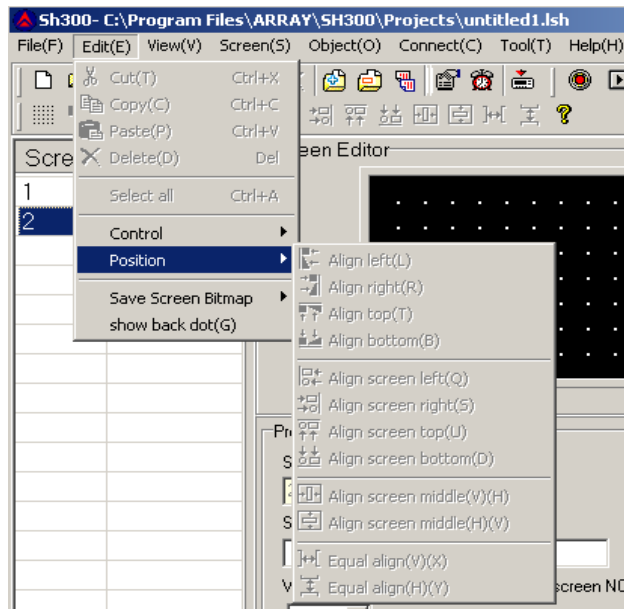 Sh300- C:\Program Files\ARRAY\SH300\Projects\untitled1.lsh
File(F) Edit(E) View(V) Screen(S) Object(O) Connect(C) Tool(T) Help(H)
Cut(T) Ctrl+X
Copy(C) Ctrl+C
Paste(P) Ctrl+V
Delete(D) Del
Select all Ctrl+A
Control
Position
Save Screen Bitmap
show back dot(G)
Scre
1
2
een Editor
Align left(L)
Align right(R)
Align top(T)
Align bottom(B)
Align screen left(Q)
Align screen right(S)
Align screen top(U)
Align screen bottom(D)
Align screen middle(V)(H)
Align screen middle(H)(V)
Equal align(V)(X)
Equal align(H)(Y)
Pr
S
S
V
screen NO